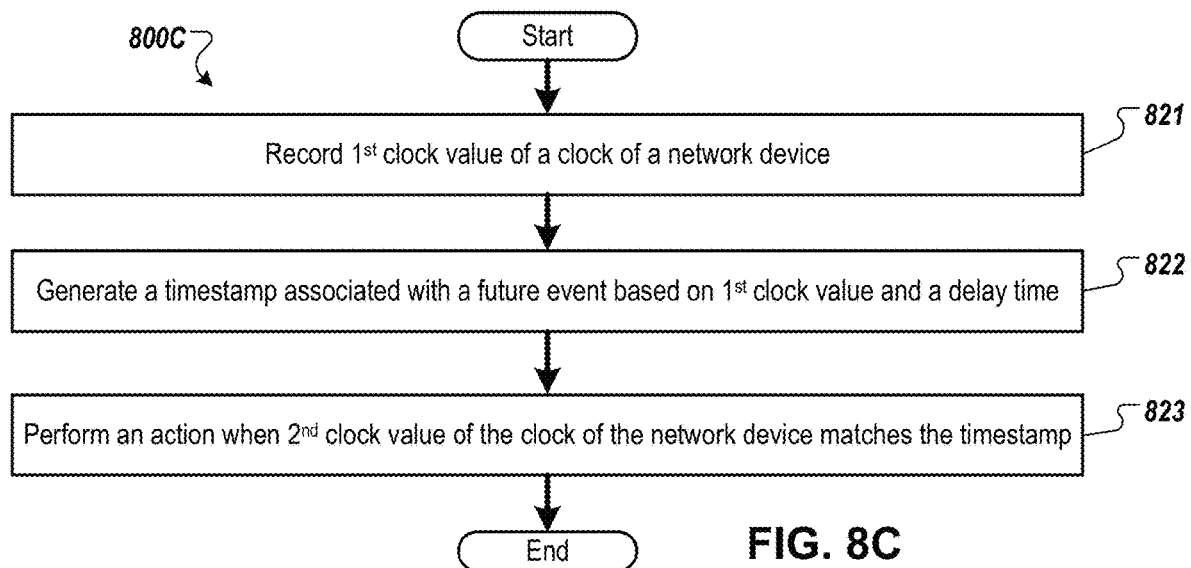 800C
Start
821
Record 1st clock value of a clock of a network device
822
Generate a timestamp associated with a future event based on 1st clock value and a delay time
823
Perform an action when 2nd clock value of the clock of the network device matches the timestamp
End
FIG. 8C